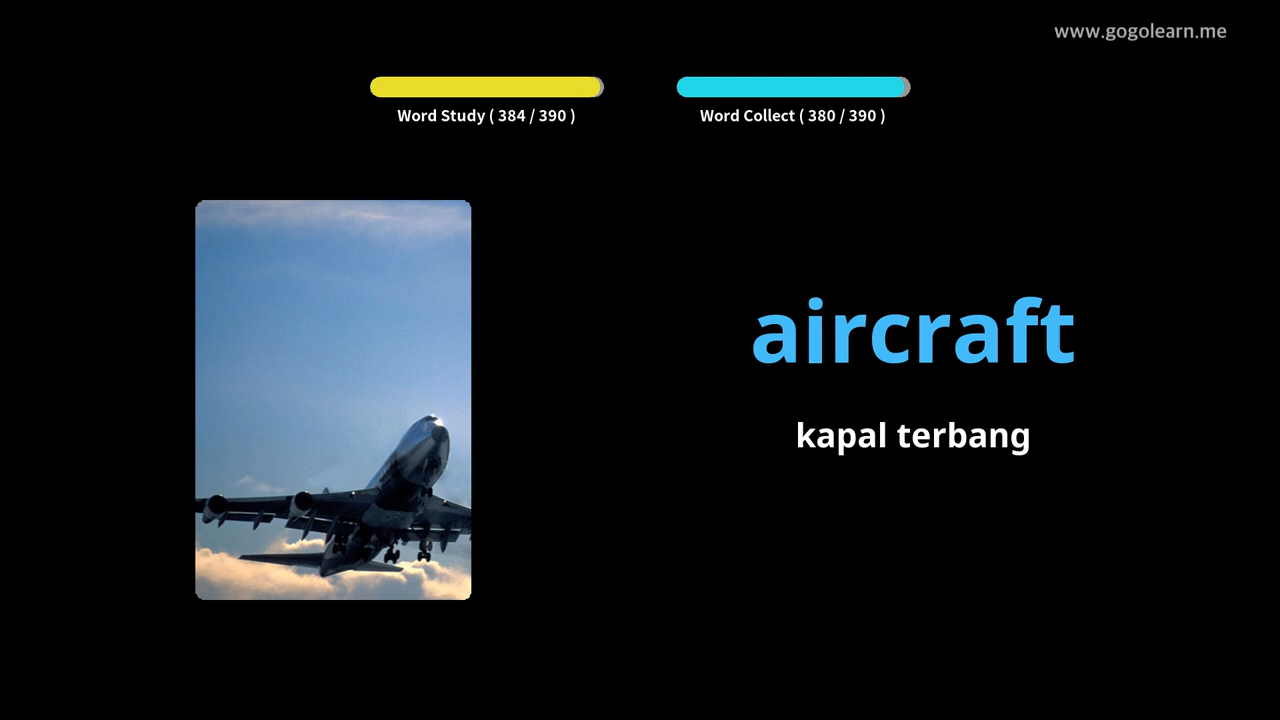 www.gogolearn.me
Word Study ( 384 / 390 )
Word Collect ( 380 / 390 )
aircraft
kapal terbang